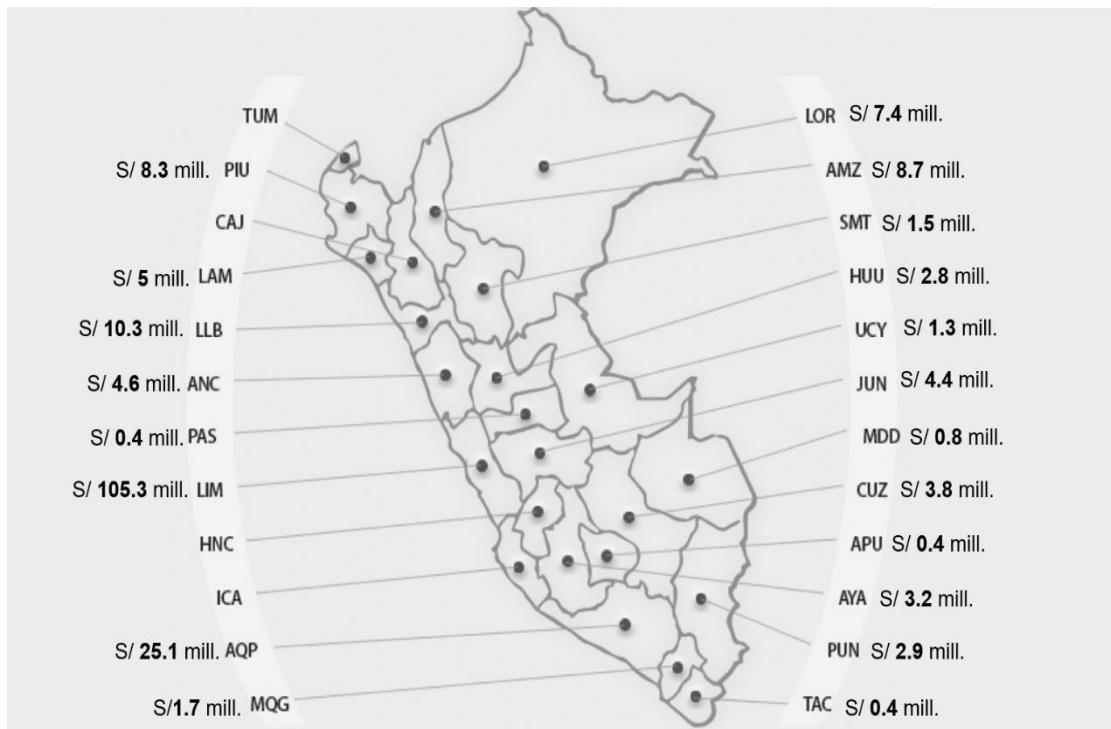 TUM
S/ 8.3 mill. PIU
CAJ
S/ 5 mill. LAM
S/ 10.3 mill. LLB
S/ 4.6 mill. ANC
S/ 0.4 mill. PAS
S/ 105.3 mill. LIM
HNC
ICA
S/ 25.1 mill. AQP
S/1.7 mill. MQG
LOR S/ 7.4 mill.
AMZ S/ 8.7 mill.
SMT S/ 1.5 mill.
HUU S/ 2.8 mill.
UCY S/ 1.3 mill.
JUN S/ 4.4 mill.
MDD S/ 0.8 mill.
CUZ S/ 3.8 mill.
APU S/ 0.4 mill.
AYA S/ 3.2 mill.
PUN S/ 2.9 mill.
TAC S/ 0.4 mill.